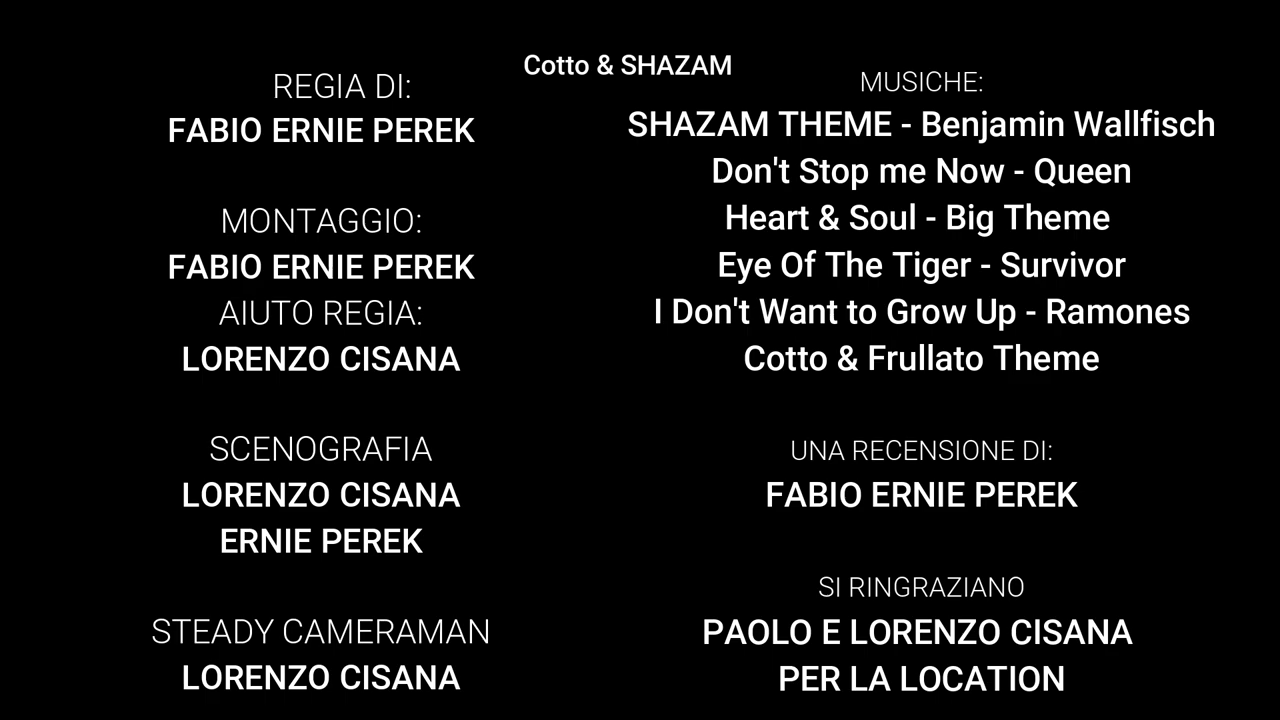 Cotto & SHAZAM
REGIA DI:
FABIO ERNIE PEREK
MONTAGGIO:
FABIO ERNIE PEREK
AIUTO REGIA:
LORENZO CISANA
SCENOGRAFIA
LORENZO CISANA
ERNIE PEREK
STEADY CAMERAMAN
LORENZO CISANA
MUSICHE:
SHAZAM THEME - Benjamin Wallfisch
Don't Stop me Now - Queen
Heart & Soul - Big Theme
Eye Of The Tiger - Survivor
I Don't Want to Grow Up - Ramones
Cotto & Frullato Theme
UNA RECENSIONE DI:
FABIO ERNIE PEREK
SI RINGRAZIANO
PAOLO E LORENZO CISANA
PER LA LOCATION